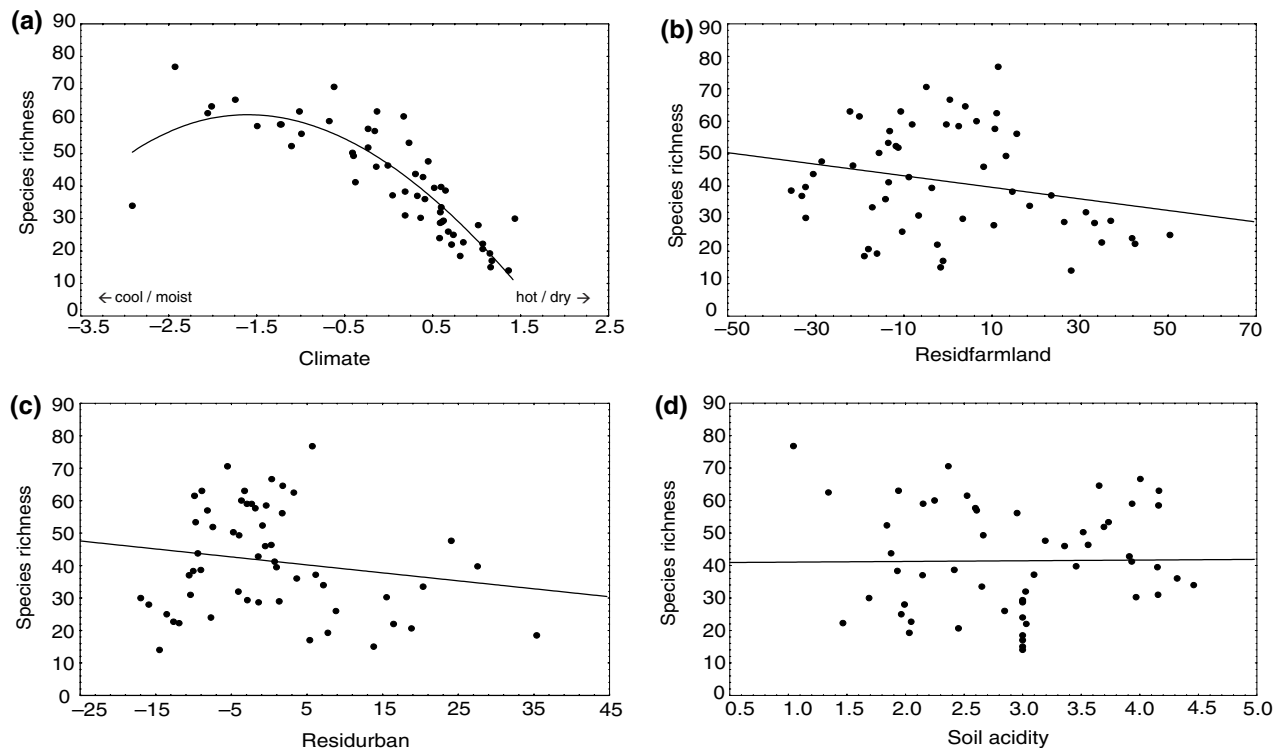 (a)
Species richness
90
80
70
60
50
40
30
20
10
0
← cool / moist hot / dry →
−3.5 −2.5 −1.5 −0.5 0.5 1.5 2.5
Climate
(b)
Species richness
90
80
70
60
50
40
30
20
10
0
−50 −30 −10 10 30 50 70
Residfarmland
(c)
Species richness
90
80
70
60
50
40
30
20
10
0
−25 −15 −5 5 15 25 35 45
Residurban
(d)
Species richness
90
80
70
60
50
40
30
20
10
0
0.5 1.0 2.0 2.5 3.0 3.5 4.0 4.5 5.0
Soil acidity